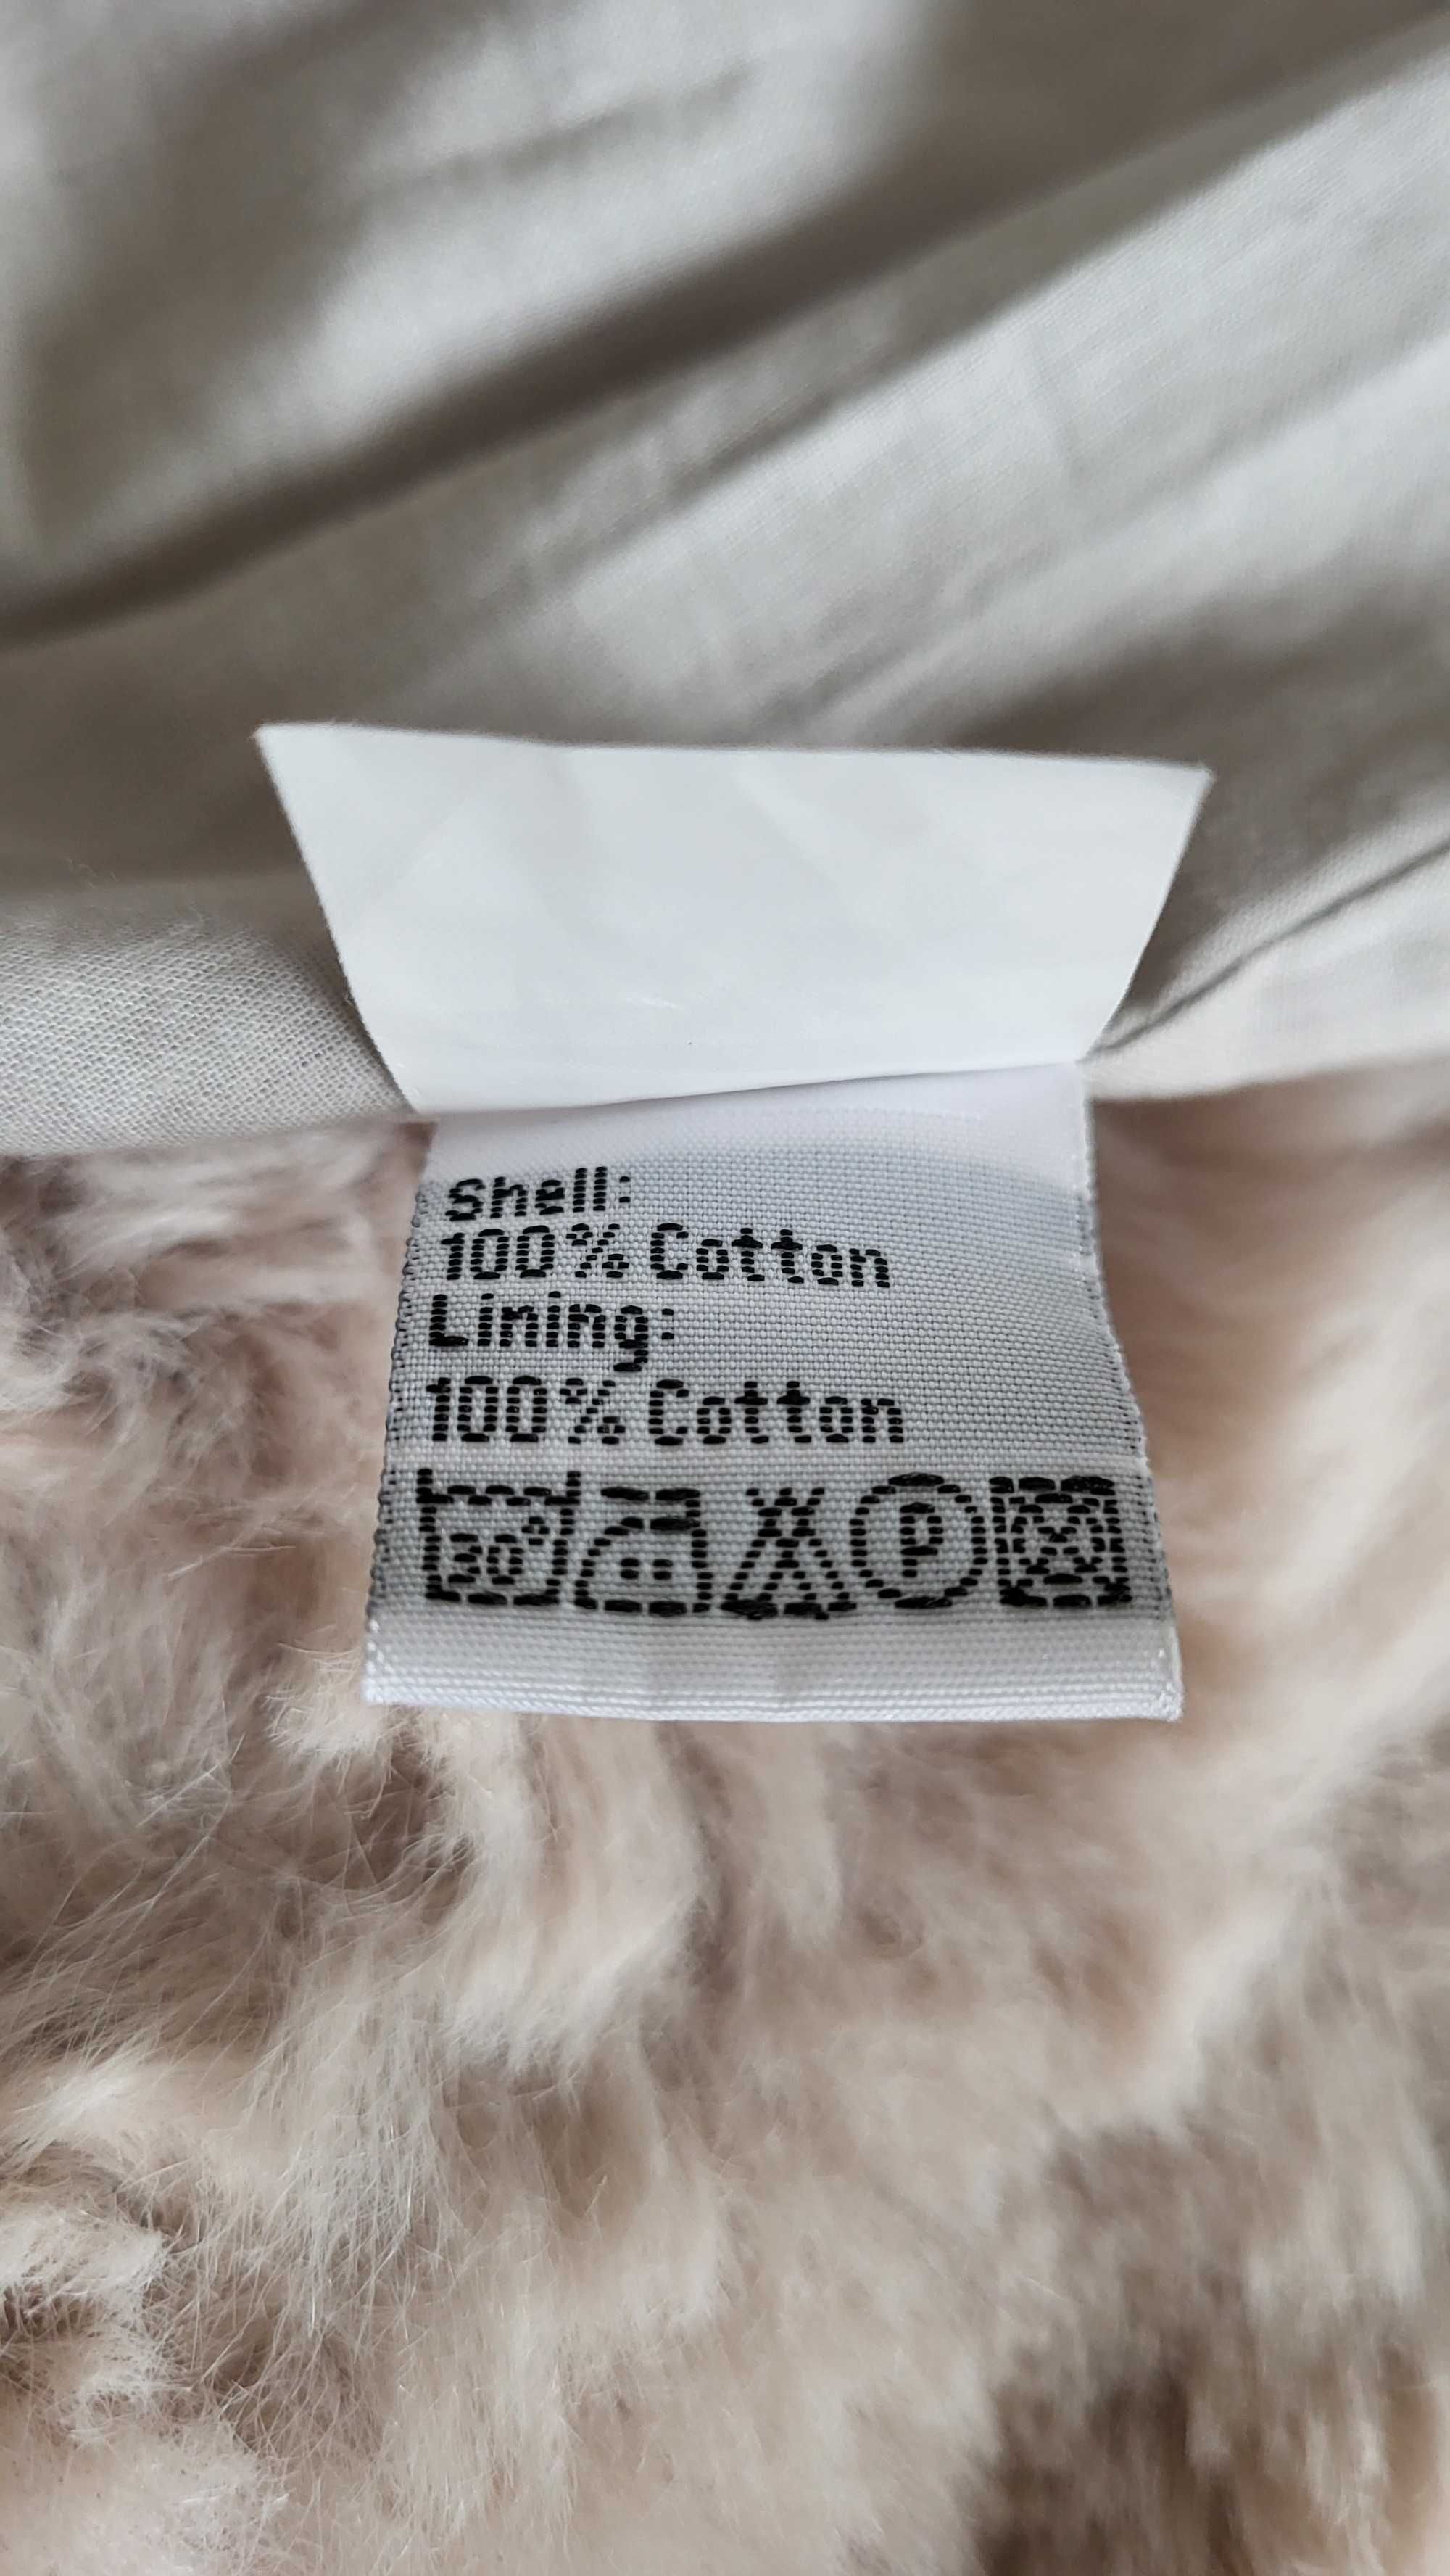 Shell:
100% Cotton
Lining:
100% Cotton
30° P